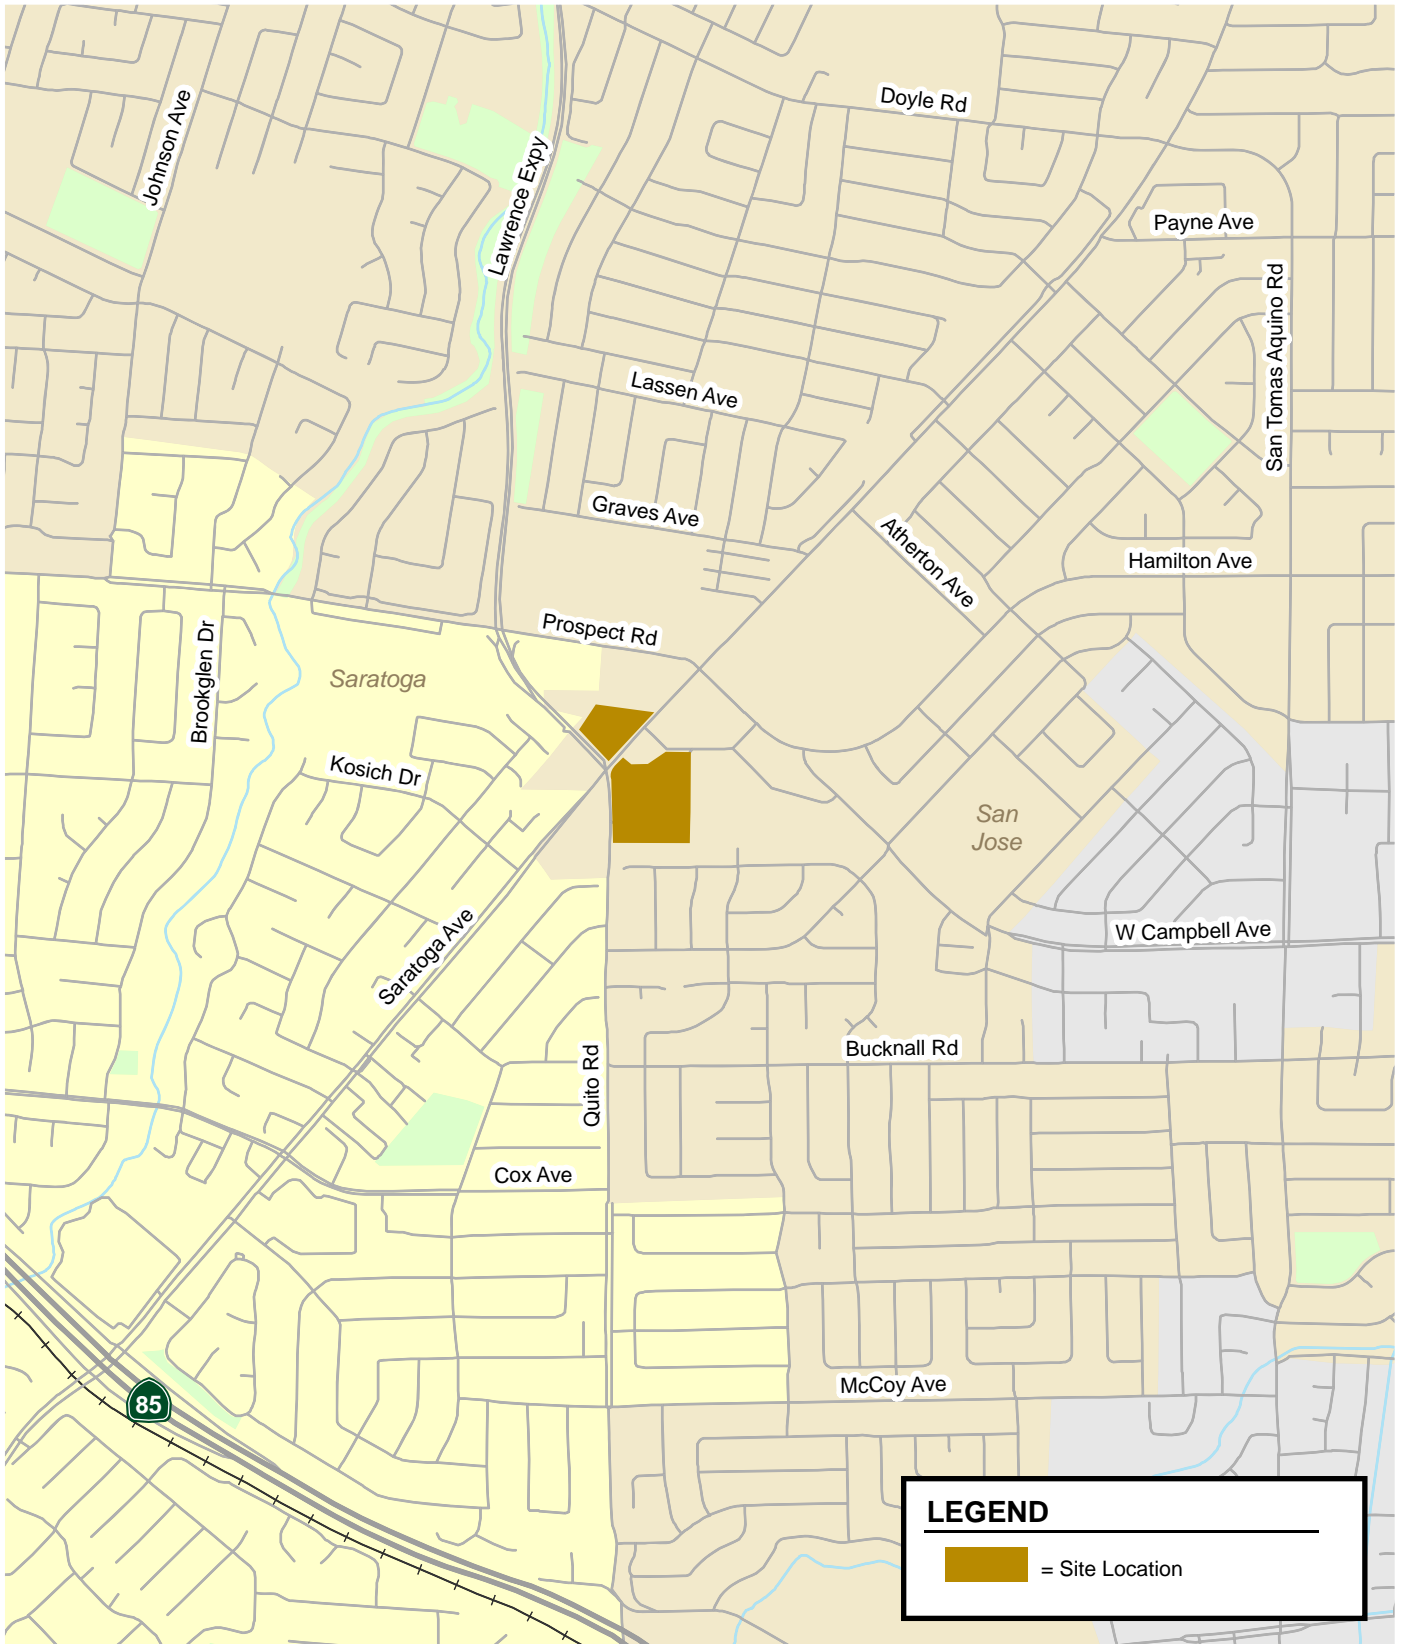 Doyle Rd
Johnson Ave
Lawrence Expy
Payne Ave
San Tomas Aquino Rd
Lassen Ave
Graves Ave
Atherton Ave
Hamilton Ave
Prospect Rd
Brookglen Dr
Saratoga
Kosich Dr
San
Jose
Saratoga Ave
W Campbell Ave
Bucknall Rd
Quito Rd
Cox Ave
McCoy Ave
85
LEGEND
= Site Location